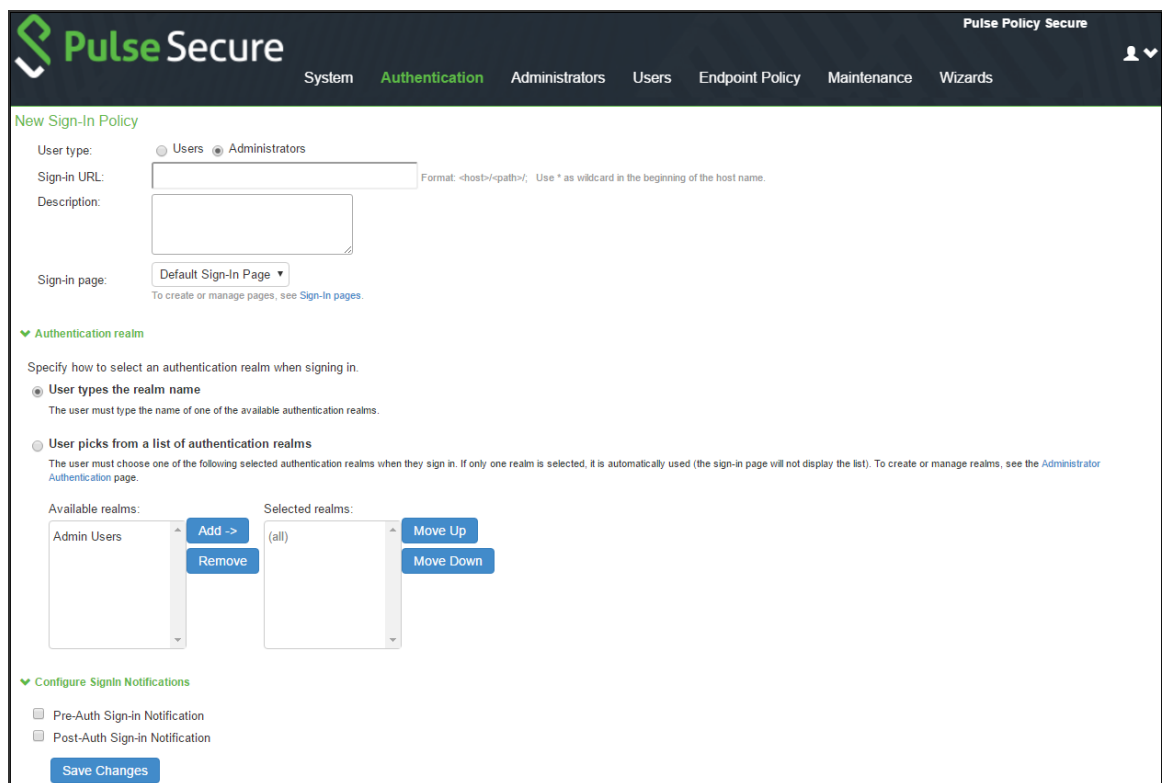 Pulse Policy Secure
Pulse Secure
System Authentication Administrators Users Endpoint Policy Maintenance Wizards
New Sign-In Policy
User type: Users Administrators
Sign-in URL: Format: <host>/<path>/; Use * as wildcard in the beginning of the host name.
Description:
Sign-in page: Default Sign-In Page
To create or manage pages, see Sign-In pages.
Authentication realm
Specify how to select an authentication realm when signing in.
User types the realm name
The user must type the name of one of the available authentication realms.
User picks from a list of authentication realms
The user must choose one of the following selected authentication realms when they sign in. If only one realm is selected, it is automatically used (the sign-in page will not display the list). To create or manage realms, see the Administrator
Authentication page.
Available realms: Selected realms:
Admin Users Add -> (all) Move Up
Remove Move Down
Configure SignIn Notifications
Pre-Auth Sign-in Notification
Post-Auth Sign-in Notification
Save Changes